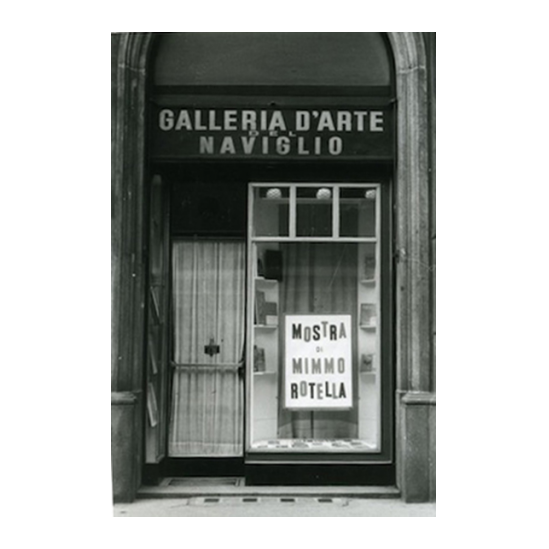 GALLERIA D'ARTE
DEL
NAVIGLIO
MOSTRA
DI
MIMMO
ROTELLA